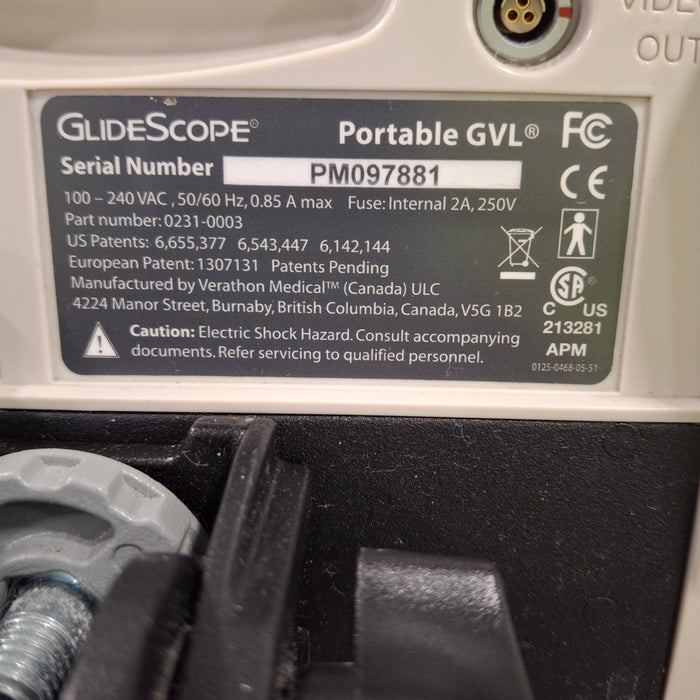 VIDEO
OUT
GLIDESCOPE® Portable GVL® FC
Serial Number PM097881 CE
100 – 240 VAC , 50/60 Hz, 0.85 A max Fuse: Internal 2A, 250V
Part number: 0231-0003
US Patents: 6,655,377 6,543,447 6,142,144
European Patent: 1307131 Patents Pending
Manufactured by Verathon Medical™ (Canada) ULC
4224 Manor Street, Burnaby, British Columbia, Canada, V5G 1B2
SA®
C US
213281
APM
Caution: Electric Shock Hazard. Consult accompanying
documents. Refer servicing to qualified personnel.
0125-0468-05-51